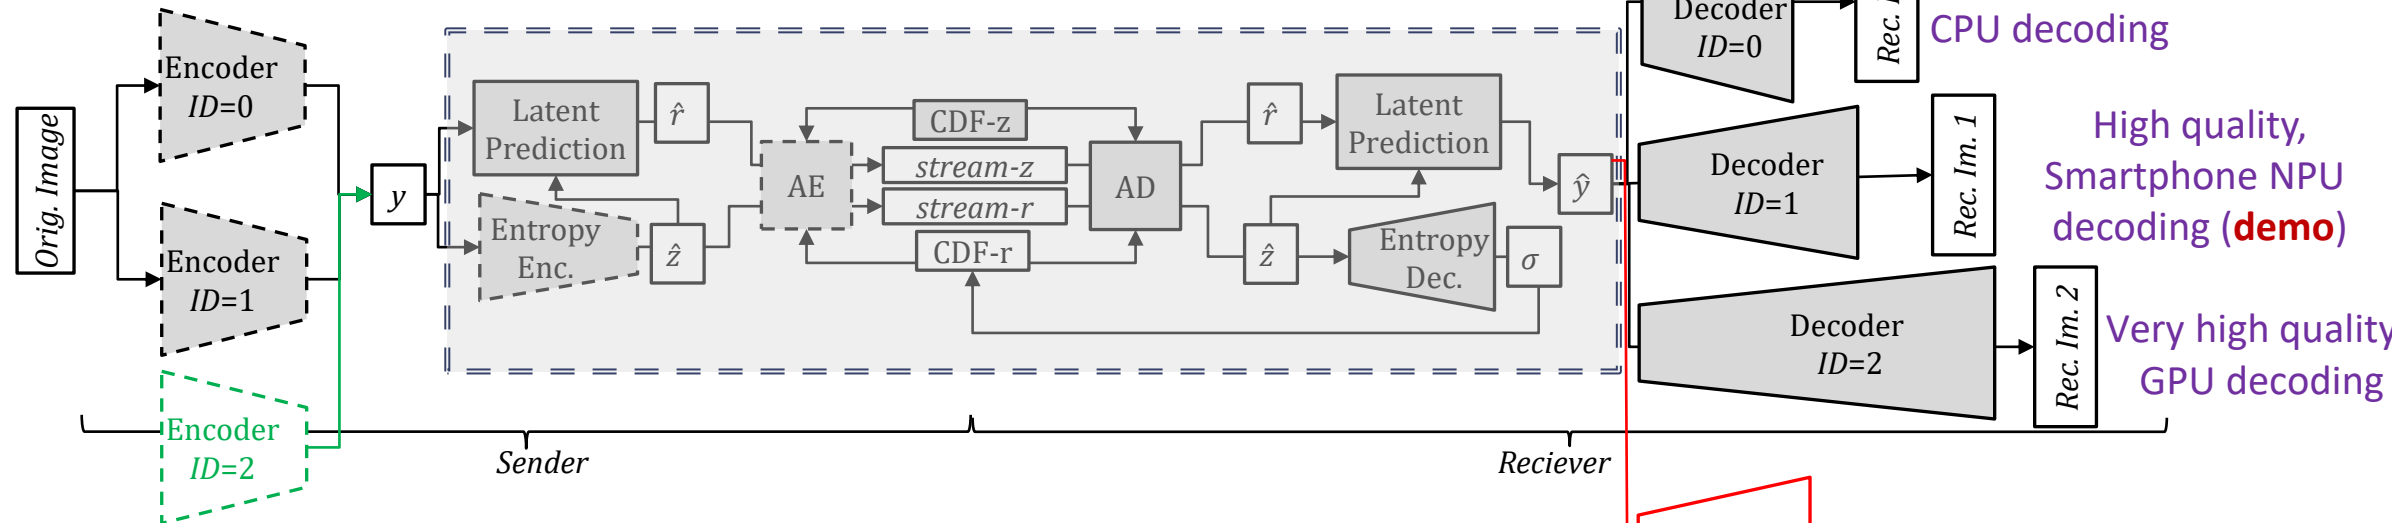 Orig. Image
Encoder
ID=0
Encoder
ID=1
Encoder
ID=2
y
Latent
Prediction
r̂
Entropy
Enc.
ẑ
AE
CDF-z
stream-z
stream-r
CDF-r
AD
r̂
Latent
Prediction
ẑ
Entropy
Dec.
σ
ŷ
Decoder
ID=0
Rec.
CPU decoding
Decoder
ID=1
Rec. Im. 1
High quality,
Smartphone NPU
decoding (demo)
Decoder
ID=2
Rec. Im. 2
Very high quality
GPU decoding
Sender
Reciever